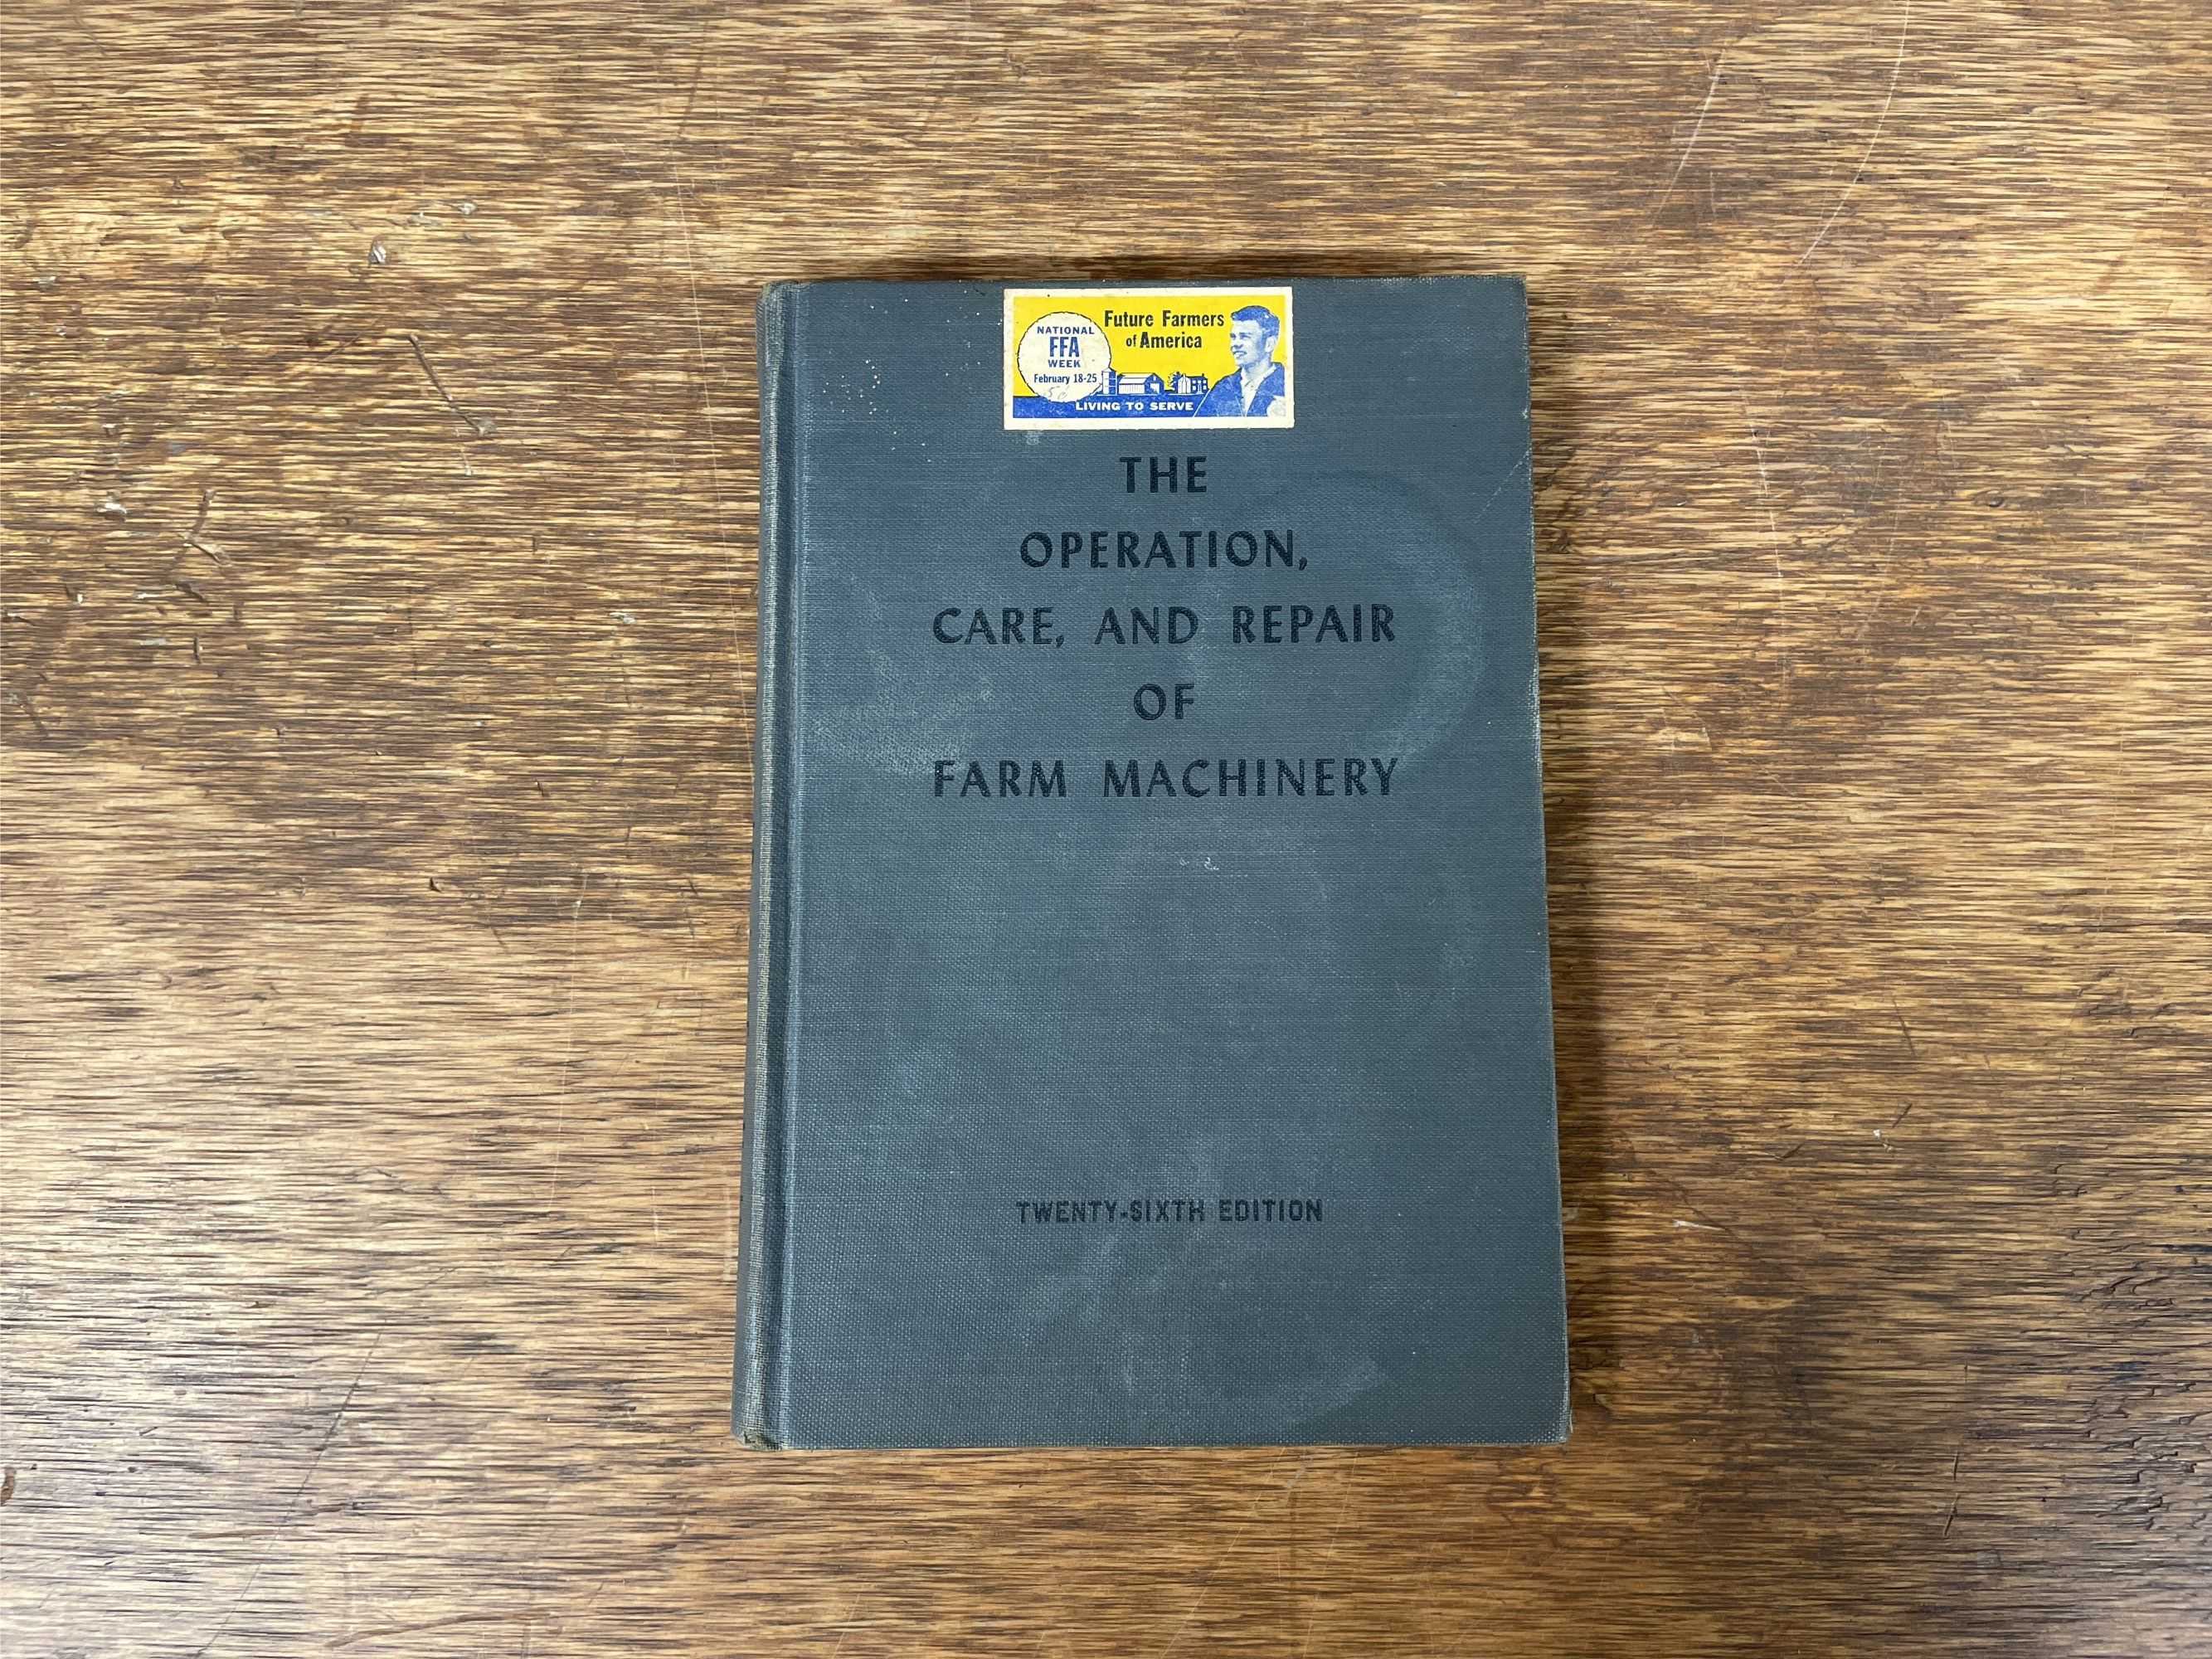 NATIONAL
FFA
WEEK
February 18-25
Future Farmers
of America
LIVING TO SERVE
THE
OPERATION,
CARE, AND REPAIR
OF
FARM MACHINERY
TWENTY-SIXTH EDITION